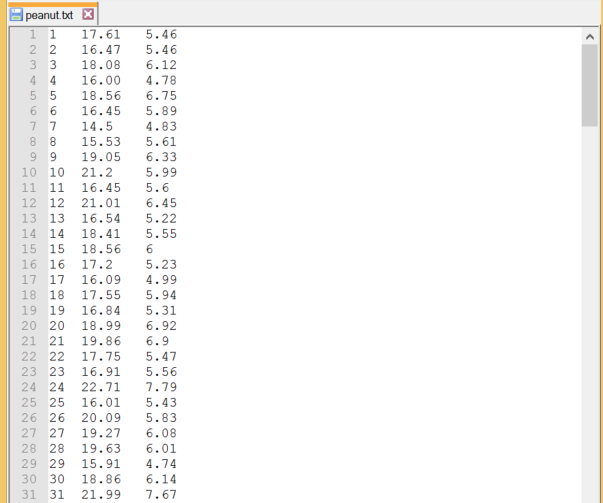 peanut.txt
1 1 17.61 5.46
2 2 16.47 5.46
3 3 18.08 6.12
4 4 16.00 4.78
5 5 18.56 6.75
6 6 16.45 5.89
7 7 14.5 4.83
8 8 15.53 5.61
9 9 19.05 6.33
10 10 21.2 5.99
11 11 16.45 5.6
12 12 21.01 6.45
13 13 16.54 5.22
14 14 18.41 5.55
15 15 18.56 6
16 16 17.2 5.23
17 17 16.09 4.99
18 18 17.55 5.94
19 19 16.84 5.31
20 20 18.99 6.92
21 21 19.86 6.9
22 22 17.75 5.47
23 23 16.91 5.56
24 24 22.71 7.79
25 25 16.01 5.43
26 26 20.09 5.83
27 27 19.27 6.08
28 28 19.63 6.01
29 29 15.91 4.74
30 30 18.86 6.14
31 31 21.99 7.67